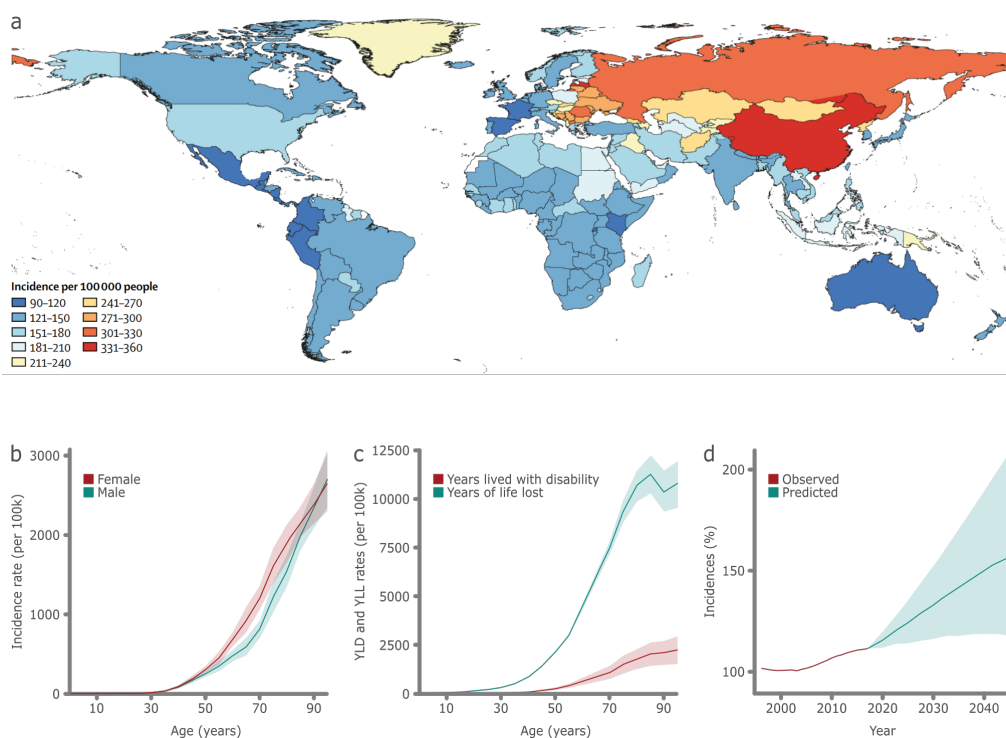 a
Incidence per 100 000 people
90–120
121–150
151–180
181–210
211–240
241–270
271–300
301–330
331–360
b
Female
Male
Incidence rate (per 100k)
3000
2000
1000
0
10
30
50
70
90
Age (years)
c
Years lived with disability
Years of life lost
YLD and YLL rates (per 100k)
12500
10000
7500
5000
2500
0
10
30
50
70
90
Age (years)
d
Observed
Predicted
Incidences (%)
200
150
100
2000
2010
2020
2030
2040
Year